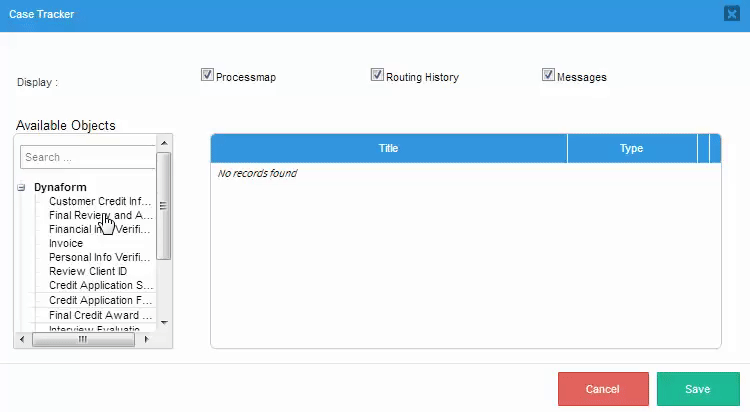 Case Tracker
Display :
Processmap
Routing History
Messages
Available Objects
Search ...
Title
Type
No records found
Dynaform
Customer Credit Inf...
Final Review and A...
Financial Verifi...
Invoice
Personal Info Verifi...
Review Client ID
Credit Application S...
Credit Application F...
Final Credit Award ...
Interview Evaluatio
Cancel
Save